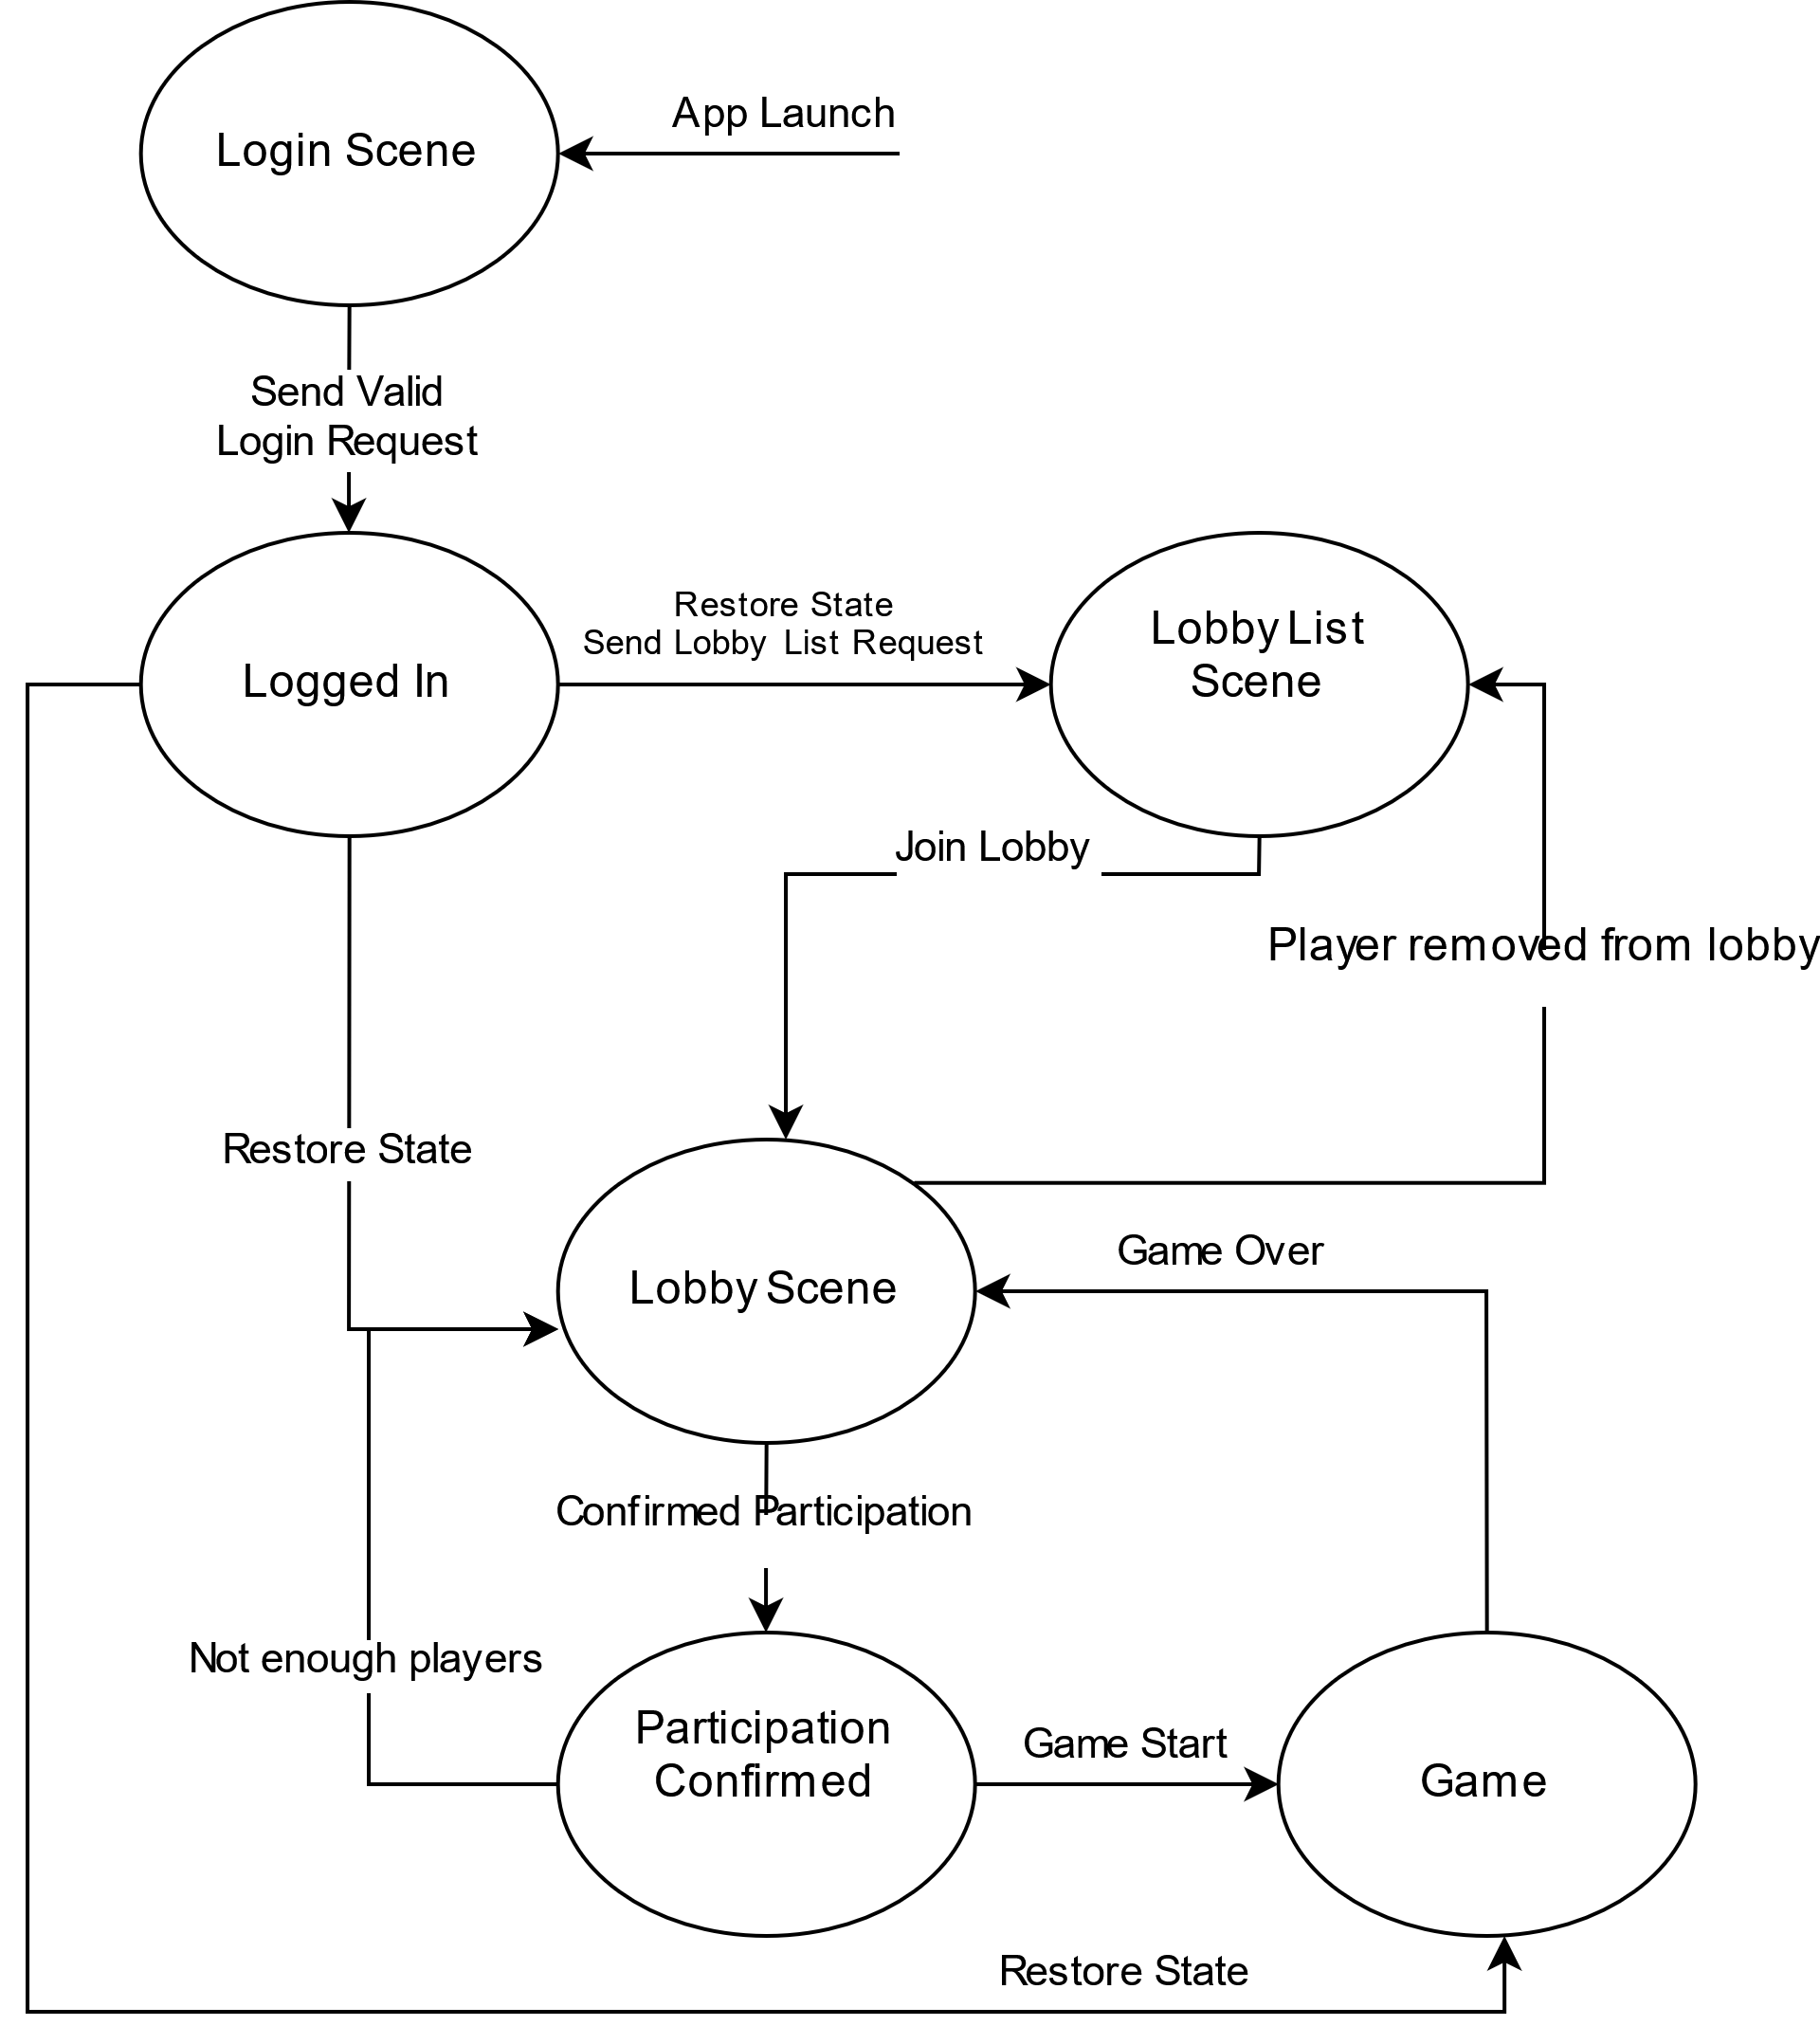 App Launch
Login Scene
Send Valid
Login Request
Restore State
Send Lobby List Request
Lobby List
Scene
Logged In
Join Lobby
Player removed from lobby
Restore State
Game Over
Lobby Scene
Confirmed Participation
Not enough players
Participation
Confirmed
Game Start
Game
Restore State